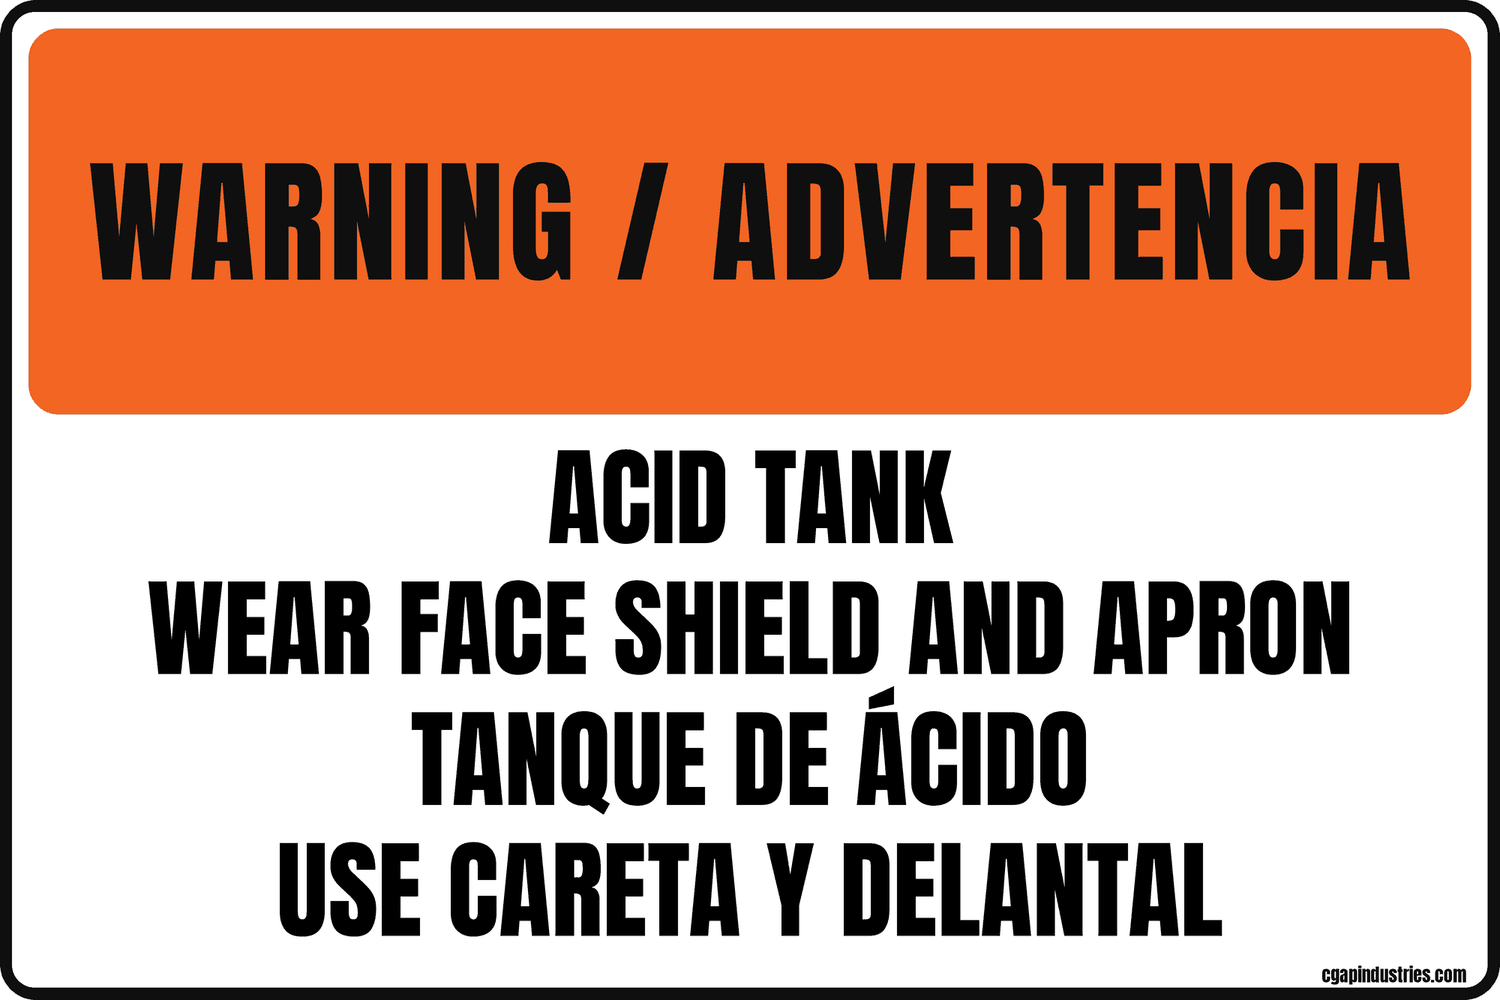 WARNING / ADVERTENCIA
ACID TANK
WEAR FACE SHIELD AND APRON
TANQUE DE ÁCIDO
USE CARETA Y DELANTAL
cgapindustries.com